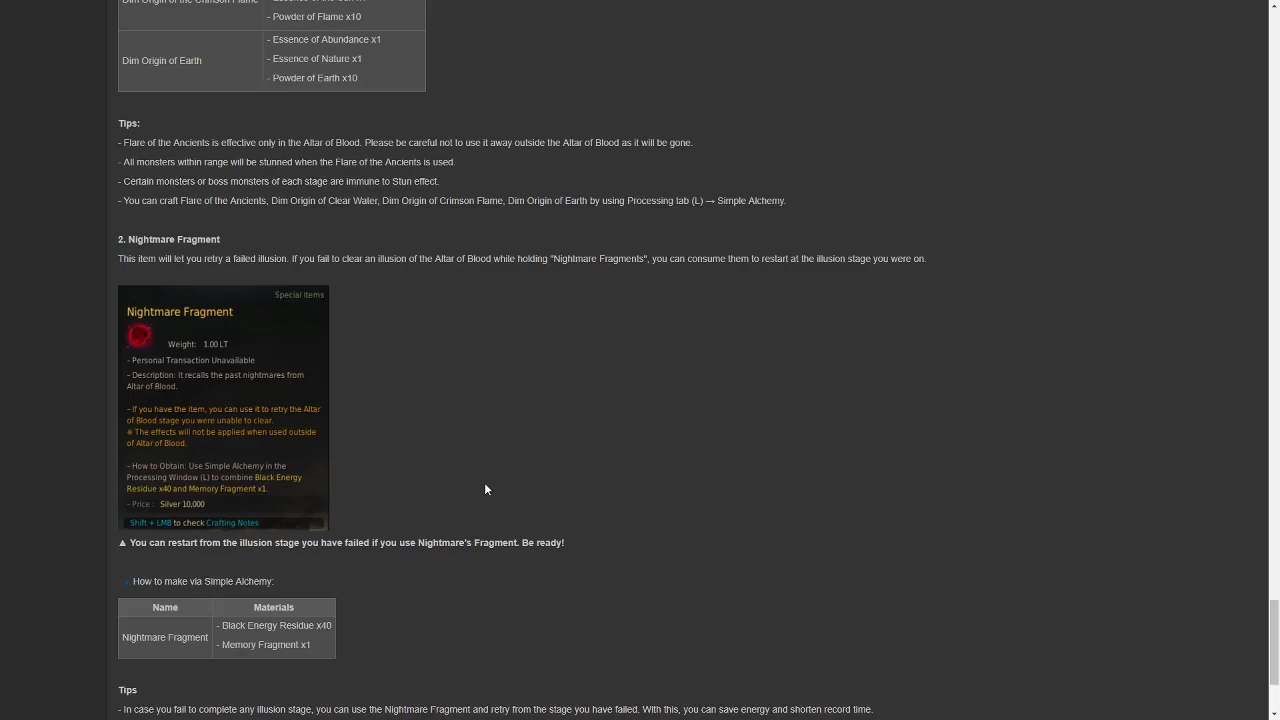 Dim Origin of the Crimson Flame
- Powder of Flame x10
Dim Origin of Earth
- Essence of Abundance x1
- Essence of Nature x1
- Powder of Earth x10
Tips:
- Flare of the Ancients is effective only in the Altar of Blood. Please be careful not to use it away outside the Altar of Blood as it will be gone.
- All monsters within range will be stunned when the Flare of the Ancients is used.
- Certain monsters or boss monsters of each stage are immune to Stun effect.
- You can craft Flare of the Ancients, Dim Origin of Clear Water, Dim Origin of Crimson Flame, Dim Origin of Earth by using Processing tab (L) → Simple Alchemy.
2. Nightmare Fragment
This item will let you retry a failed illusion. If you fail to clear an illusion of the Altar of Blood while holding "Nightmare Fragments", you can consume them to restart at the illusion stage you were on.
Special Items
Nightmare Fragment
Weight: 1.00 LT
- Personal Transaction Unavailable
- Description: It recalls the past nightmares from
Altar of Blood.
- If you have the item, you can use it to retry the Altar
of Blood stage you were unable to clear.
※ The effects will not be applied when used outside
of Altar of Blood.
- How to Obtain: Use Simple Alchemy in the
Processing Window (L) to combine Black Energy
Residue x40 and Memory Fragment x1.
- Price : Silver 10,000
Shift + LMB to check Crafting Notes
▲ You can restart from the illusion stage you have failed if you use Nightmare's Fragment. Be ready!
How to make via Simple Alchemy:
Name Materials
Nightmare Fragment
- Black Energy Residue x40
- Memory Fragment x1
Tips
- In case you fail to complete any illusion stage, you can use the Nightmare Fragment and retry from the stage you have failed. With this, you can save energy and shorten record time.